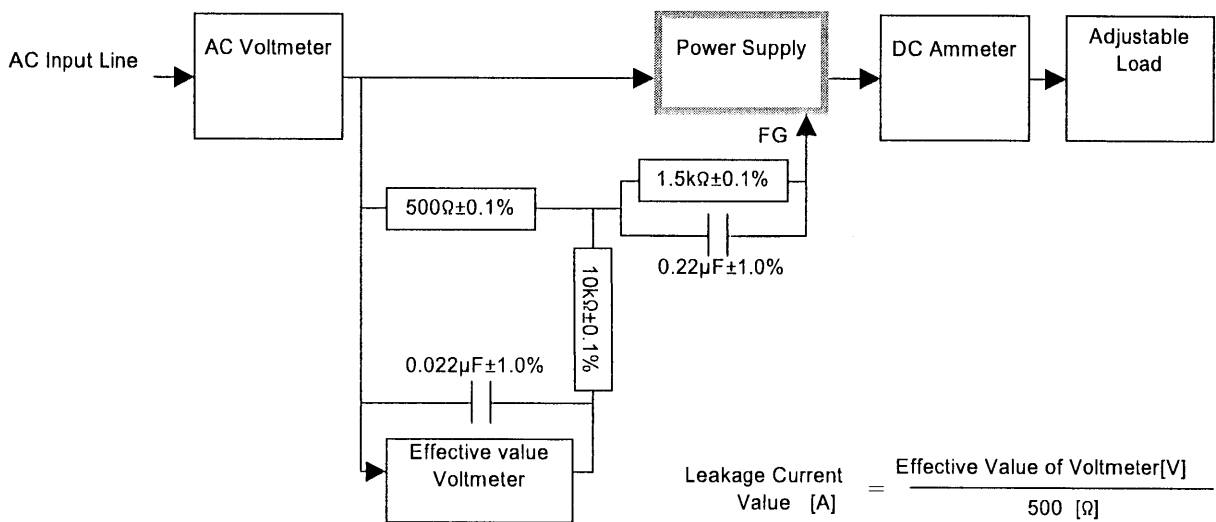 AC Input Line
AC Voltmeter
Power Supply
DC Ammeter
Adjustable
Load
FG
500Ω±0.1%
1.5kΩ±0.1%
0.22µF±1.0%
10kΩ±0.1%
0.022µF±1.0%
Effective value
Voltmeter
Leakage Current
Value [A]
=
Effective Value of Voltmeter[V]
500 [Ω]